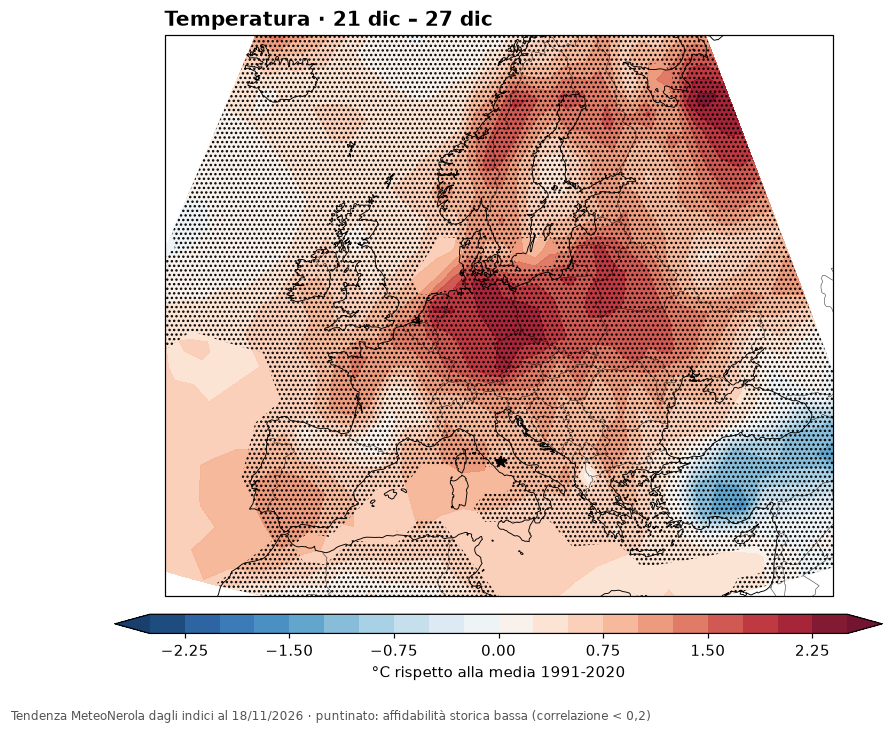 Temperatura · 21 dic – 27 dic
−2.25 −1.50 −0.75 0.00 0.75 1.50 2.25
°C rispetto alla media 1991-2020
Tendenza MeteoNerola dagli indici al 18/11/2026 · puntinato: affidabilità storica bassa (correlazione < 0,2)